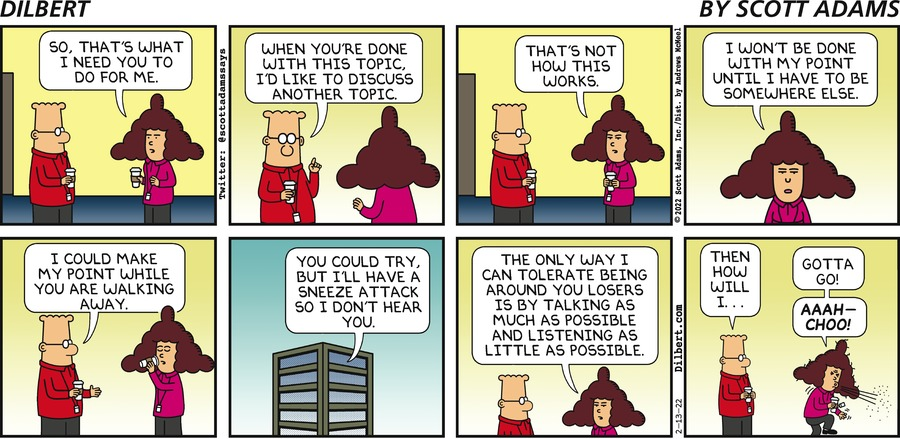 DILBERT
BY SCOTT ADAMS
SO, THAT'S WHAT
I NEED YOU TO
DO FOR ME.
Twitter: @scottadamssays
WHEN YOU'RE DONE
WITH THIS TOPIC,
I'D LIKE TO DISCUSS
ANOTHER TOPIC.
THAT'S NOT
HOW THIS
WORKS.
© 2022 Scott Adams, Inc./Dist. by Andrews McMeel
I WON'T BE DONE
WITH MY POINT
UNTIL I HAVE TO BE
SOMEWHERE ELSE.
I COULD MAKE
MY POINT WHILE
YOU ARE WALKING
AWAY.
YOU COULD TRY,
BUT I'LL HAVE A
SNEEZE ATTACK
SO I DON'T HEAR
YOU.
THE ONLY WAY I
CAN TOLERATE BEING
AROUND YOU LOSERS
IS BY TALKING AS
MUCH AS POSSIBLE
AND LISTENING AS
LITTLE AS POSSIBLE.
2-13-22 Dilbert.com
THEN
HOW
WILL
I...
GOTTA
GO!
AAAH—
CHOO!